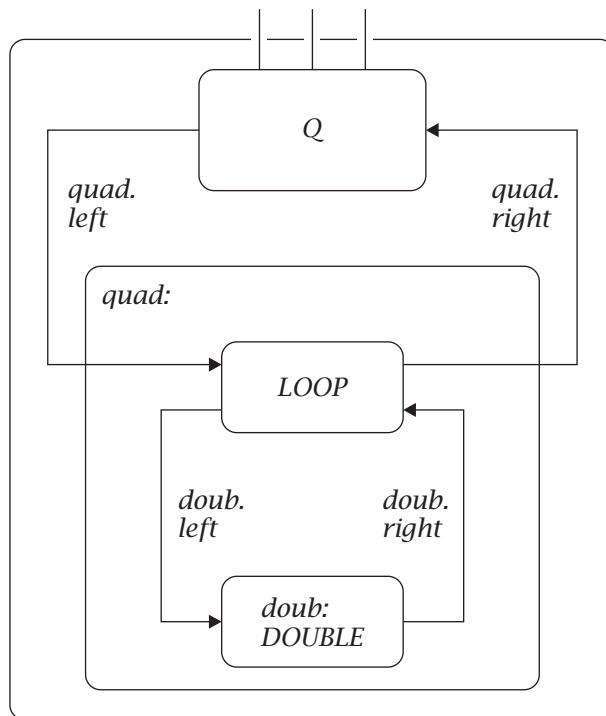 Q
quad.
left
quad.
right
quad:
LOOP
doub.
left
doub.
right
doub:
DOUBLE